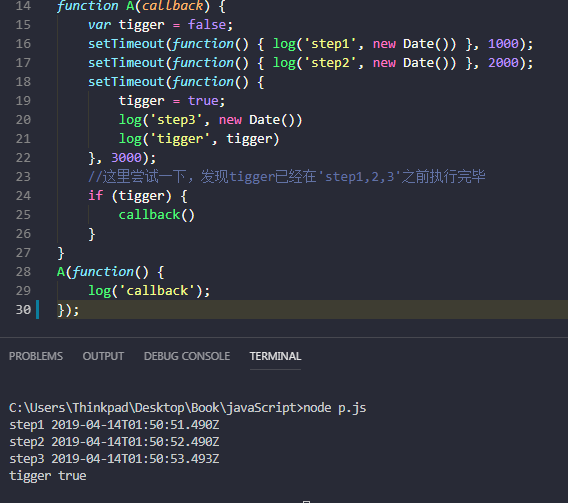 14 function A(callback) {
15 var tigger = false;
16 setTimeout(function() { log('step1', new Date()) }, 1000);
17 setTimeout(function() { log('step2', new Date()) }, 2000);
18 setTimeout(function() {
19 tigger = true;
20 log('step3', new Date())
21 log('tigger', tigger)
22 }, 3000);
23 //这里尝试一下，发现tigger已经在'step1,2,3'之前执行完毕
24 if (tigger) {
25 callback()
26 }
27 }
28 A(function() {
29 log('callback');
30 });
PROBLEMS OUTPUT DEBUG CONSOLE TERMINAL
C:\Users\Thinkpad\Desktop\Book\javaScript>node p.js
step1 2019-04-14T01:50:51.490Z
step2 2019-04-14T01:50:52.490Z
step3 2019-04-14T01:50:53.493Z
tigger true